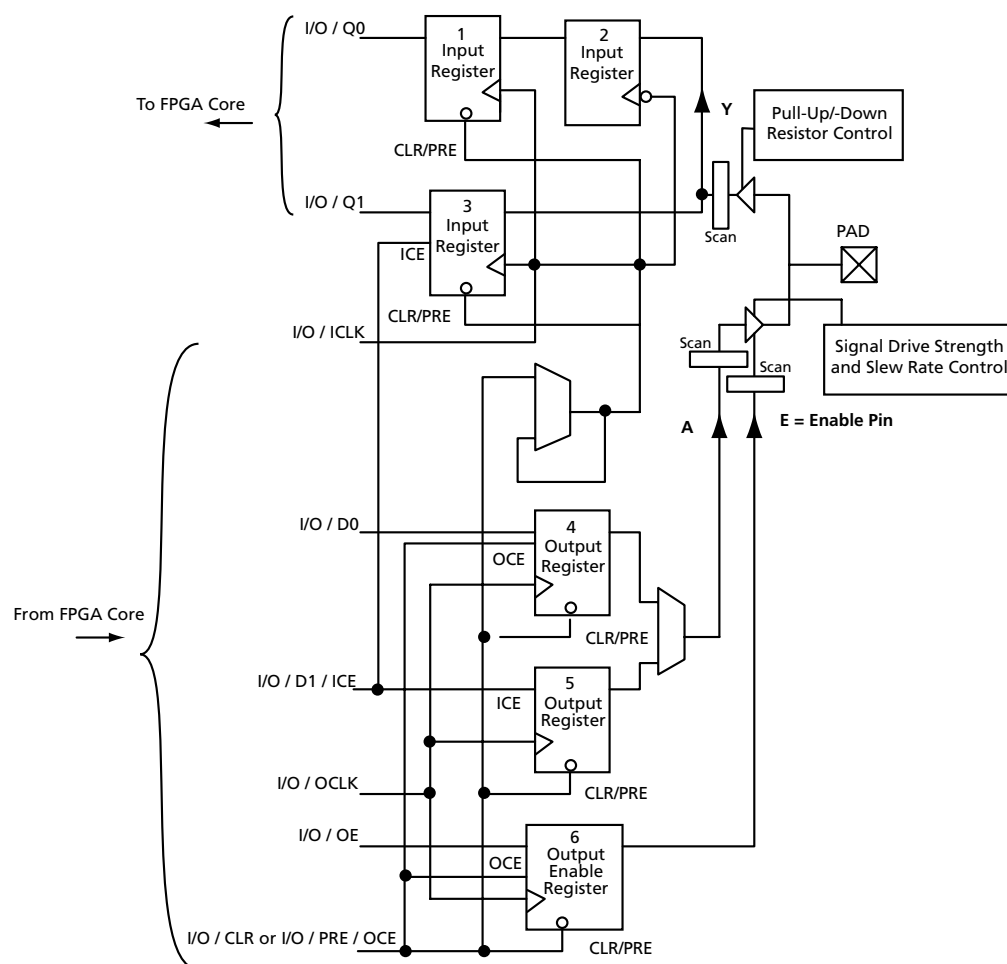 I/O / Q0
1
Input
Register
2
Input
Register
To FPGA Core
Y
Pull-Up/-Down
Resistor Control
CLR/PRE
I/O / Q1
3
Input
Register
ICE
Scan
PAD
CLR/PRE
I/O / ICLK
Scan
Signal Drive Strength
and Slew Rate Control
Scan
A
E = Enable Pin
I/O / D0
4
Output
Register
OCE
From FPGA Core
CLR/PRE
I/O / D1 / ICE
5
Output
Register
ICE
I/O / OCLK
CLR/PRE
I/O / OE
6
Output
Enable
Register
OCE
I/O / CLR or I/O / PRE / OCE
CLR/PRE